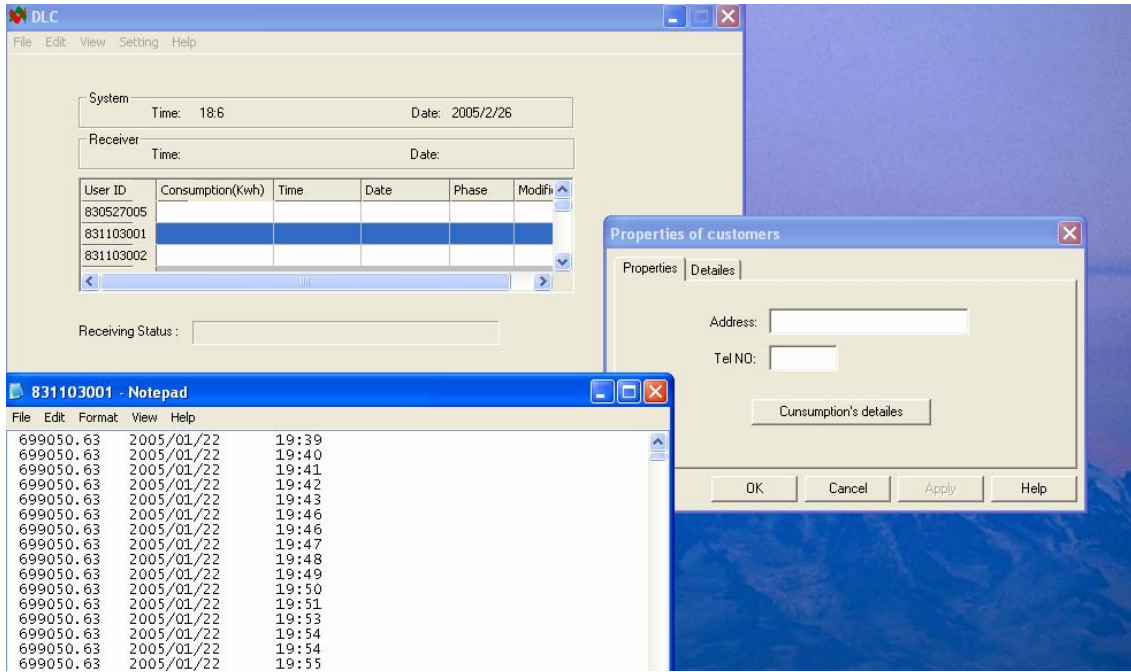 DLC
File Edit View Setting Help
System
Time: 18:6 Date: 2005/2/26
Receiver
Time: Date:
User ID Consumption(Kwh) Time Date Phase Modifi
830527005
831103001
831103002
Receiving Status :
Properties of customers
Properties Detailes
Address:
Tel NO:
Cunsumption's detailes
OK Cancel Apply Help
831103001 - Notepad
File Edit Format View Help
699050.63 2005/01/22 19:39
699050.63 2005/01/22 19:40
699050.63 2005/01/22 19:41
699050.63 2005/01/22 19:42
699050.63 2005/01/22 19:43
699050.63 2005/01/22 19:46
699050.63 2005/01/22 19:46
699050.63 2005/01/22 19:47
699050.63 2005/01/22 19:48
699050.63 2005/01/22 19:49
699050.63 2005/01/22 19:50
699050.63 2005/01/22 19:51
699050.63 2005/01/22 19:53
699050.63 2005/01/22 19:54
699050.63 2005/01/22 19:54
699050.63 2005/01/22 19:55